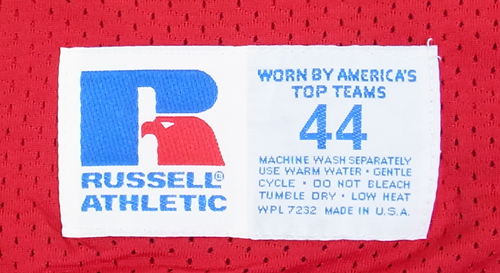 RUSSELL®
ATHLETIC
WORN BY AMERICA'S
TOP TEAMS
44
MACHINE WASH SEPARATELY
USE WARM WATER • GENTLE
CYCLE • DO NOT BLEACH
TUMBLE DRY • LOW HEAT
WPL 7232 MADE IN U.S.A.